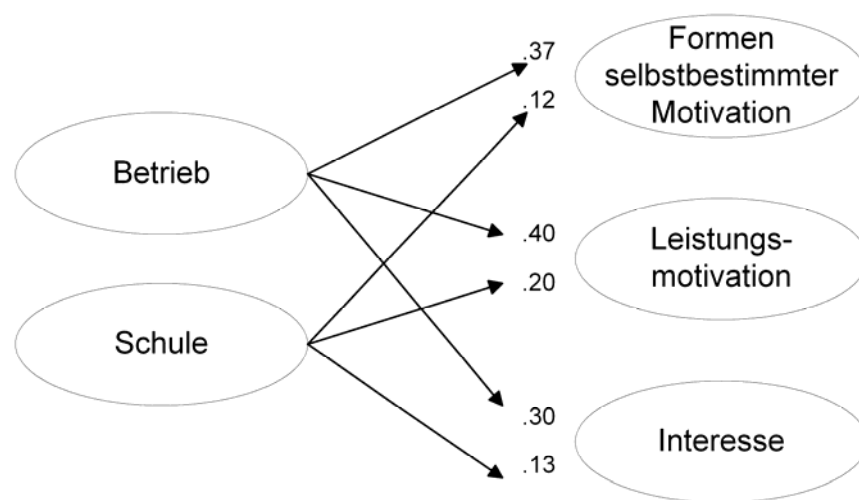 Betrieb
Schule
.37
.12
.40
.20
.30
.13
Formen
selbstbestimmter
Motivation
Leistungs-
motivation
Interesse